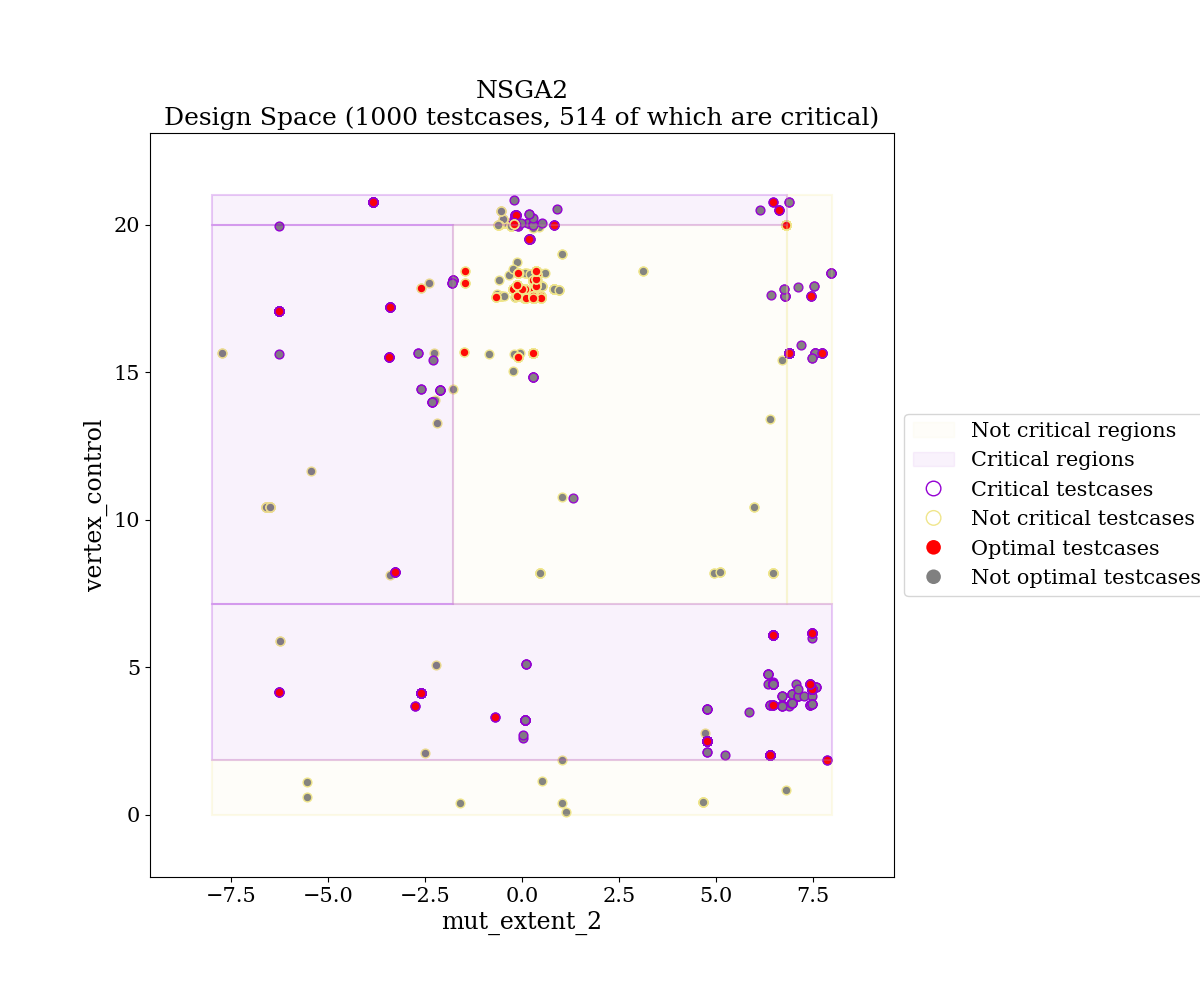 NSGA2
Design Space (1000 testcases, 514 of which are critical)
vertex_control
20
15
10
5
0
−7.5
−5.0
−2.5
0.0
2.5
5.0
7.5
mut_extent_2
Not critical regions
Critical regions
Critical testcases
Not critical testcases
Optimal testcases
Not optimal testcases